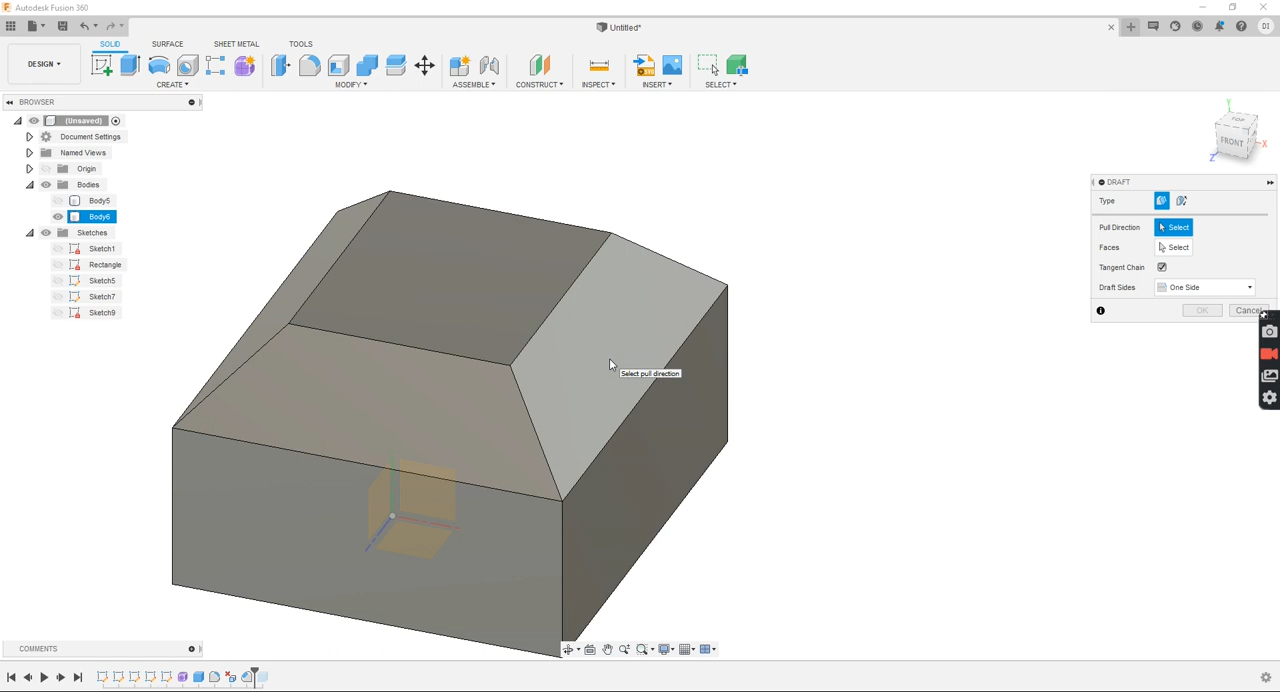 Autodesk Fusion 360
Untitled*
DI
DESIGN
SOLID SURFACE SHEET METAL TOOLS
CREATE MODIFY ASSEMBLE CONSTRUCT INSPECT INSERT SELECT
BROWSER
(Unsaved)
Document Settings
Named Views
Origin
Bodies
Body5
Body6
Sketches
Sketch1
Rectangle
Sketch5
Sketch7
Sketch9
Y
TOP
FRONT
X
Z
DRAFT
Type
Pull Direction Select
Faces Select
Tangent Chain
Draft Sides One Side
OK Cancel
Select pull direction
COMMENTS